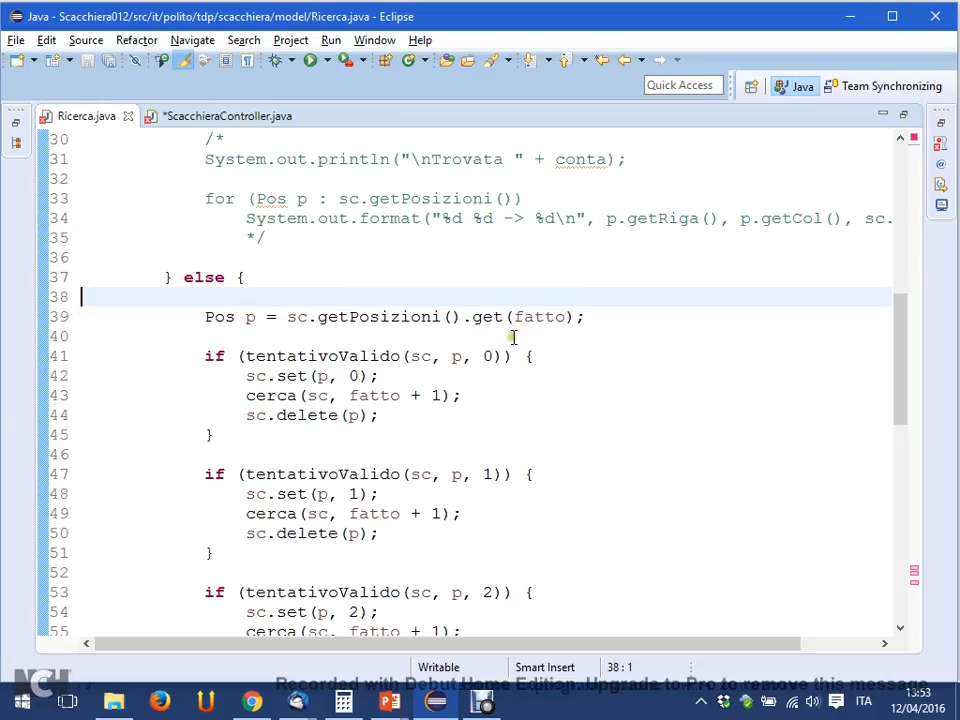 Java - Scacchiera012/src/it/polito/tdp/scacchiera/model/Ricerca.java - Eclipse
File Edit Source Refactor Navigate Search Project Run Window Help
Quick Access Java Team Synchronizing
Ricerca.java *ScacchieraController.java
30 /*
31 System.out.println("\nTrovata " + conta);
32
33 for (Pos p : sc.getPosizioni())
34 System.out.format("%d %d -> %d\n", p.getRiga(), p.getCol(), sc.
35 */
36
37 } else {
38
39 Pos p = sc.getPosizioni().get(fatto);
40
41 if (tentativoValido(sc, p, 0)) {
42 sc.set(p, 0);
43 cerca(sc, fatto + 1);
44 sc.delete(p);
45 }
46
47 if (tentativoValido(sc, p, 1)) {
48 sc.set(p, 1);
49 cerca(sc, fatto + 1);
50 sc.delete(p);
51 }
52
53 if (tentativoValido(sc, p, 2)) {
54 sc.set(p, 2);
55 cerca(sc, fatto + 1);
Writable Smart Insert 38 : 1
NCH
Recorded with Debut Home Edition. Upgrade to Pro to remove this message
ITA 13:53
12/04/2016